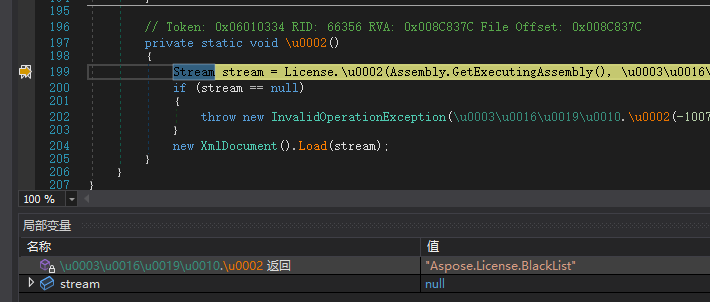 194
195
196 // Token: 0x06010334 RID: 66356 RVA: 0x008C837C File Offset: 0x008C837C
197 private static void \u0002()
198 {
199 Stream stream = License.\u0002(Assembly.GetExecutingAssembly(), \u0003\u0016\
200 if (stream == null)
201 {
202 throw new InvalidOperationException(\u0003\u0016\u0019\u0010.\u0002(-1007
203 }
204 new XmlDocument().Load(stream);
205 }
206 }
207 }
100 %
局部变量
名称 值
\u0003\u0016\u0019\u0010.\u0002 返回 "Aspose.License.BlackList"
stream null